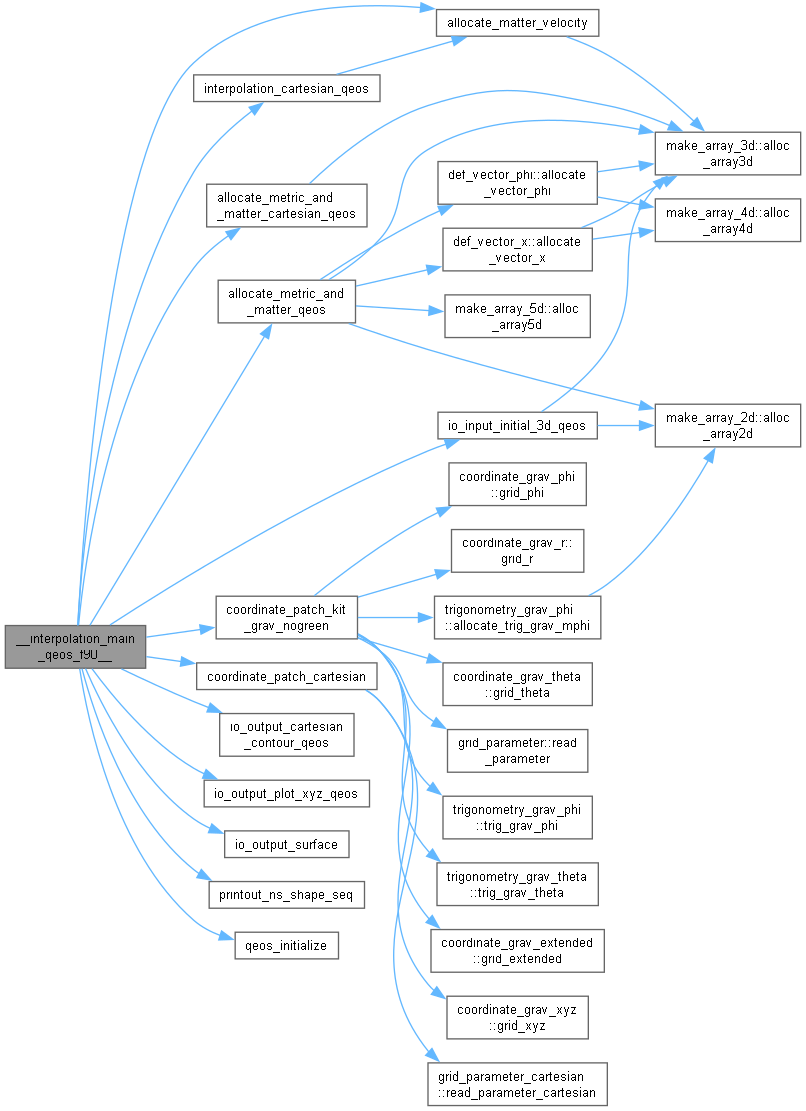 allocate_matter_velocity
interpolation_cartesian_qeos
make_array_3d::alloc
_array3d
def_vector_phi::allocate
_vector_phi
allocate_metric_and
_matter_cartesian_qeos
make_array_4d::alloc
_array4d
def_vector_x::allocate
_vector_x
allocate_metric_and
_matter_qeos
make_array_5d::alloc
_array5d
make_array_2d::alloc
_array2d
io_input_initial_3d_qeos
coordinate_grav_phi
::grid_phi
coordinate_grav_r::
grid_r
coordinate_patch_kit
_grav_nogreen
trigonometry_grav_phi
::allocate_trig_grav_mphi
__interpolation_main
_qeos_f90__
coordinate_patch_cartesian
coordinate_grav_theta
::grid_theta
io_output_cartesian
_contour_qeos
grid_parameter::read
_parameter
io_output_plot_xyz_qeos
trigonometry_grav_phi
::trig_grav_phi
io_output_surface
trigonometry_grav_theta
::trig_grav_theta
printout_ns_shape_seq
qeos_initialize
coordinate_grav_extended
::grid_extended
coordinate_grav_xyz
::grid_xyz
grid_parameter_cartesian
::read_parameter_cartesian